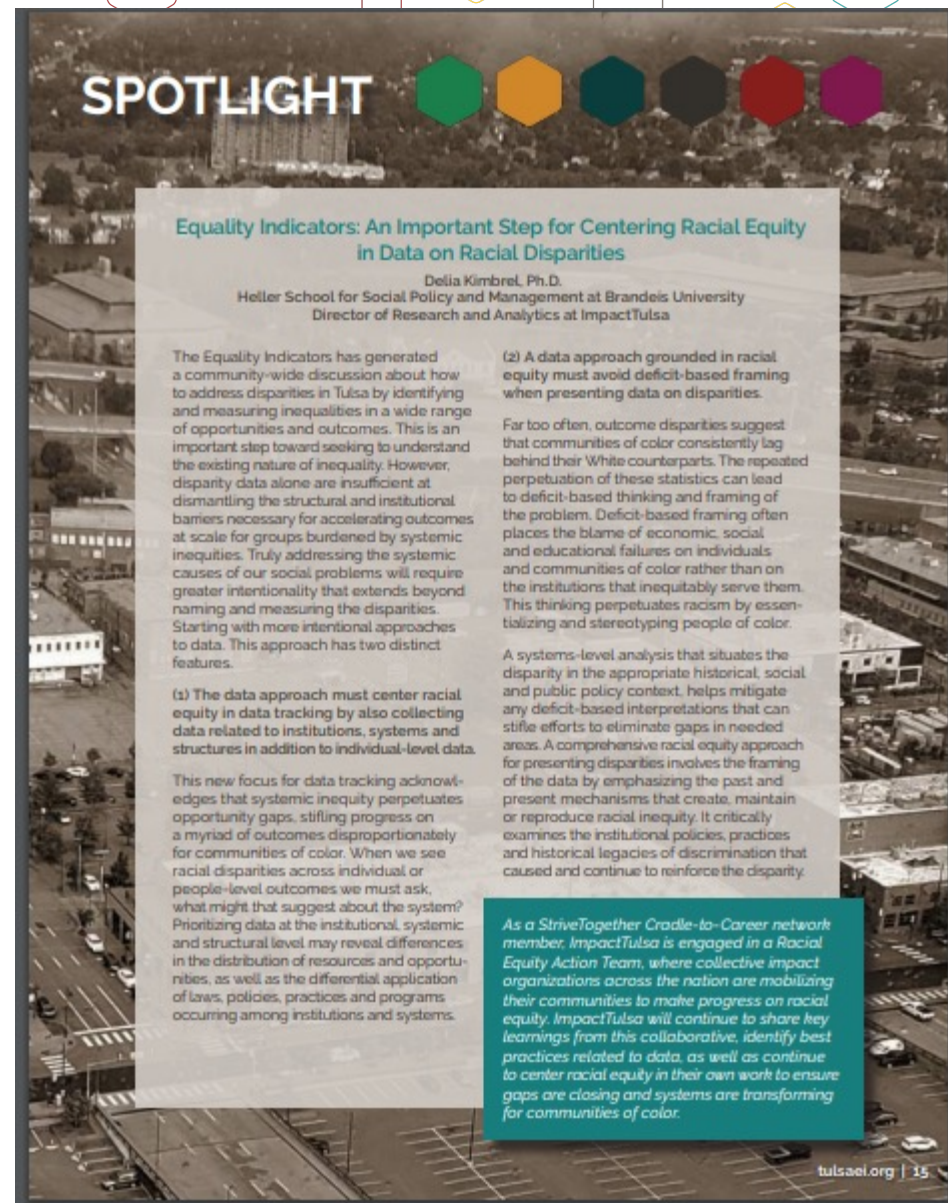 SPOTLIGHT
Equality Indicators: An Important Step for Centering Racial Equity
in Data on Racial Disparities
Delia Kimbrel, Ph.D.
Heller School for Social Policy and Management at Brandeis University
Director of Research and Analytics at ImpactTulsa
The Equality Indicators has generated
a community-wide discussion about how
to address disparities in Tulsa by identifying
and measuring inequalities in a wide range
of opportunities and outcomes. This is an
important step toward seeking to understand
the existing nature of inequality. However,
disparity data alone are insufficient at
dismantling the structural and institutional
barriers necessary for accelerating outcomes
at scale for groups burdened by systemic
inequities. Truly addressing the systemic
causes of our social problems will require
greater intentionality that extends beyond
naming and measuring the disparities.
Starting with more intentional approaches
to data. This approach has two distinct
features.
(1) The data approach must center racial
equity in data tracking by also collecting
data related to institutions, systems and
structures in addition to individual-level data.
This new focus for data tracking acknowl-
edges that systemic inequity perpetuates
opportunity gaps, stifling progress on
a myriad of outcomes disproportionately
for communities of color. When we see
racial disparities across individual or
people-level outcomes we must ask,
what might that suggest about the system?
Prioritizing data at the institutional, systemic
and structural level may reveal differences
in the distribution of resources and opportu-
nities, as well as the differential application
of laws, policies, practices and programs
occurring among institutions and systems.
(2) A data approach grounded in racial
equity must avoid deficit-based framing
when presenting data on disparities.
Far too often, outcome disparities suggest
that communities of color consistently lag
behind their White counterparts. The repeated
perpetuation of these statistics can lead
to deficit-based thinking and framing of
the problem. Deficit-based framing often
places the blame of economic, social
and educational failures on individuals
and communities of color rather than on
the institutions that inequitably serve them.
This thinking perpetuates racism by essen-
tializing and stereotyping people of color.
A systems-level analysis that situates the
disparity in the appropriate historical, social
and public policy context, helps mitigate
any deficit-based interpretations that can
stifle efforts to eliminate gaps in needed
areas. A comprehensive racial equity approach
for presenting disparities involves the framing
of the data by emphasizing the past and
present mechanisms that create, maintain
or reproduce racial inequity. It critically
examines the institutional policies, practices
and historical legacies of discrimination that
caused and continue to reinforce the disparity.
As a StriveTogether Cradle-to-Career network
member, ImpactTulsa is engaged in a Racial
Equity Action Team, where collective impact
organizations across the nation are mobilizing
their communities to make progress on racial
equity. ImpactTulsa will continue to share key
learnings from this collaborative, identify best
practices related to data, as well as continue
to center racial equity in their own work to ensure
gaps are closing and systems are transforming
for communities of color.
tulsaei.org | 15